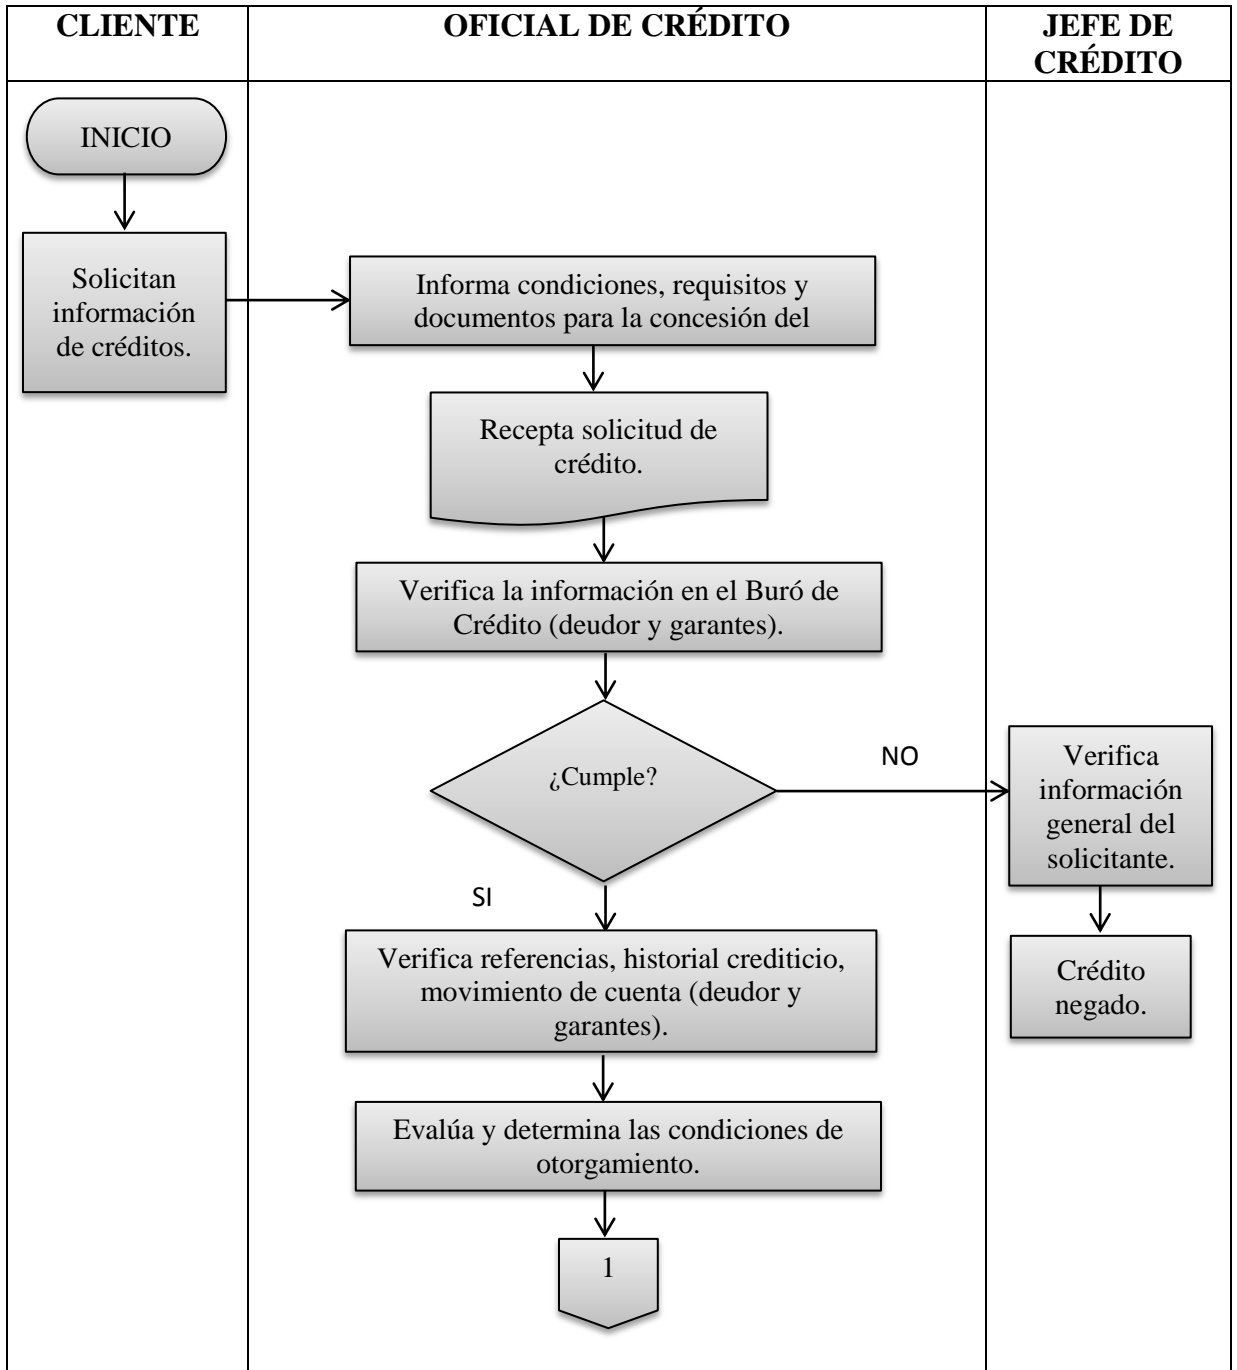 CLIENTE
OFICIAL DE CRÉDITO
JEFE DE
CRÉDITO
INICIO
Solicitan
información
de créditos.
Informa condiciones, requisitos y
documentos para la concesión del
Recepta solicitud de
crédito.
Verifica la información en el Buró de
Crédito (deudor y garantes).
¿Cumple?
NO
Verifica
información
general del
solicitante.
SI
Crédito
negado.
Verifica referencias, historial crediticio,
movimiento de cuenta (deudor y
garantes).
Evalúa y determina las condiciones de
otorgamiento.
1